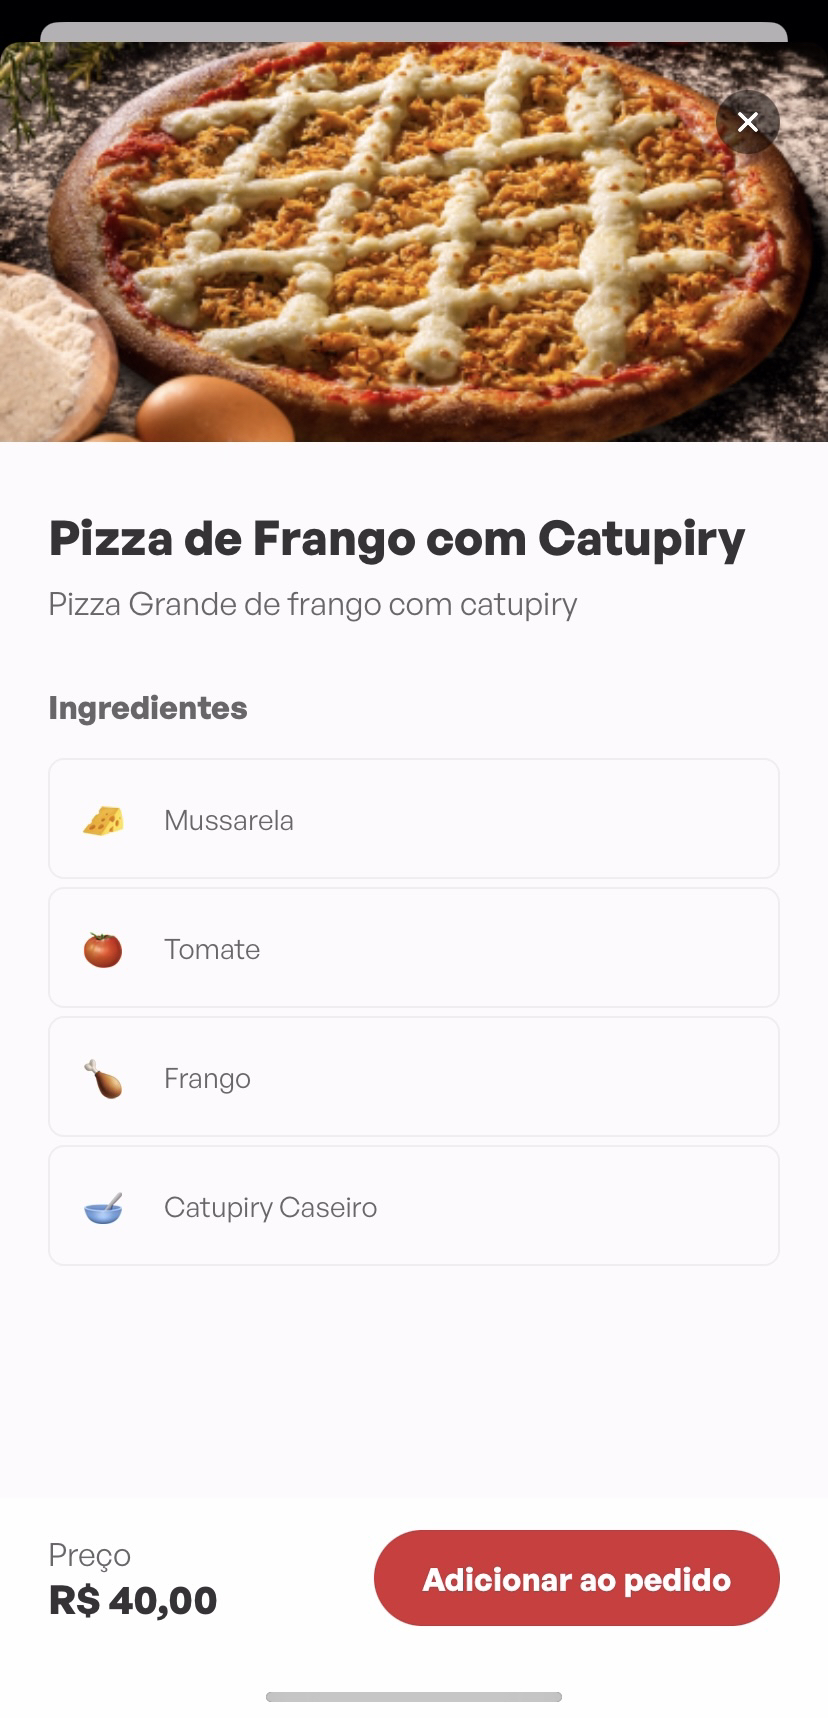 Pizza de Frango com Catupiry
Pizza Grande de frango com catupiry
Ingredientes
Mussarela
Tomate
Frango
Catupiry Caseiro
Preço
R$ 40,00
Adicionar ao pedido